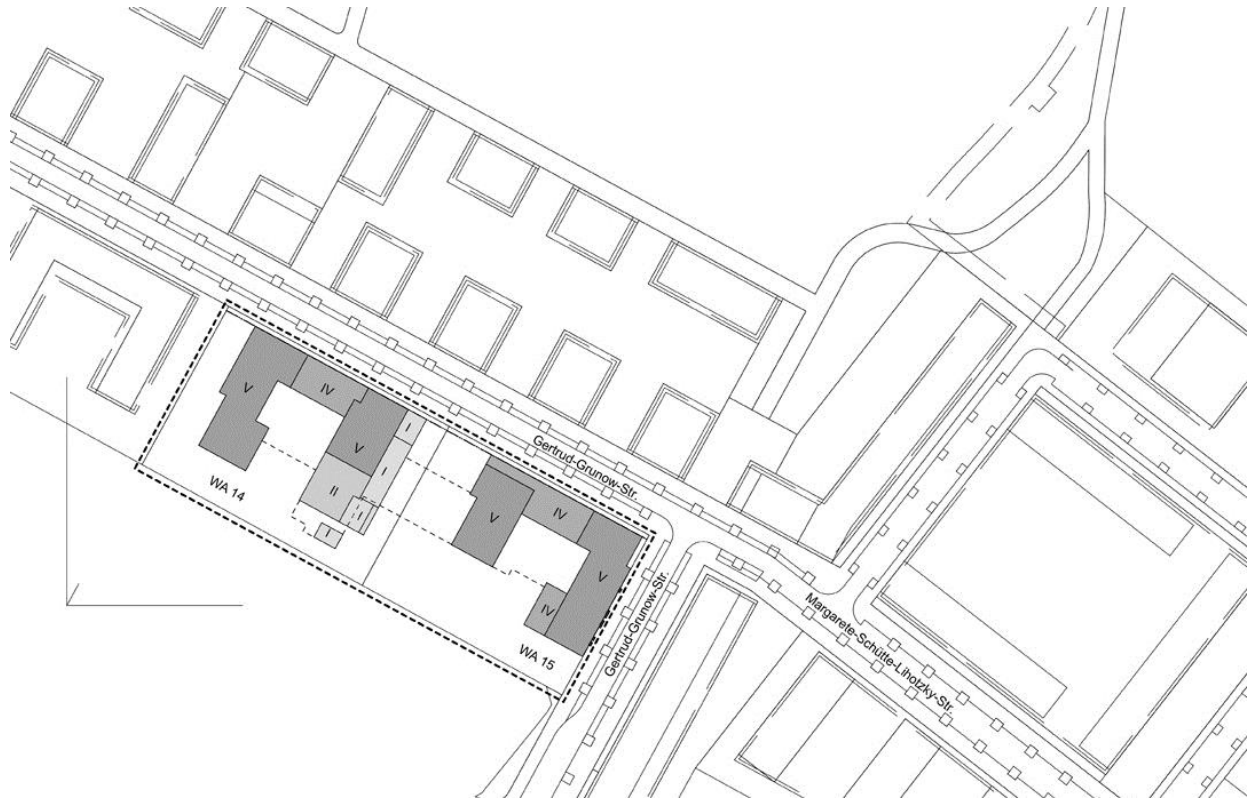 V
IV
V
I
I
II
I
I
WA 14
Gertrud-Grunow-Str.
V
IV
V
IV
WA 15
Gertrud-Grunow-Str.
Margarete-Schütte-Lihotzky-Str.